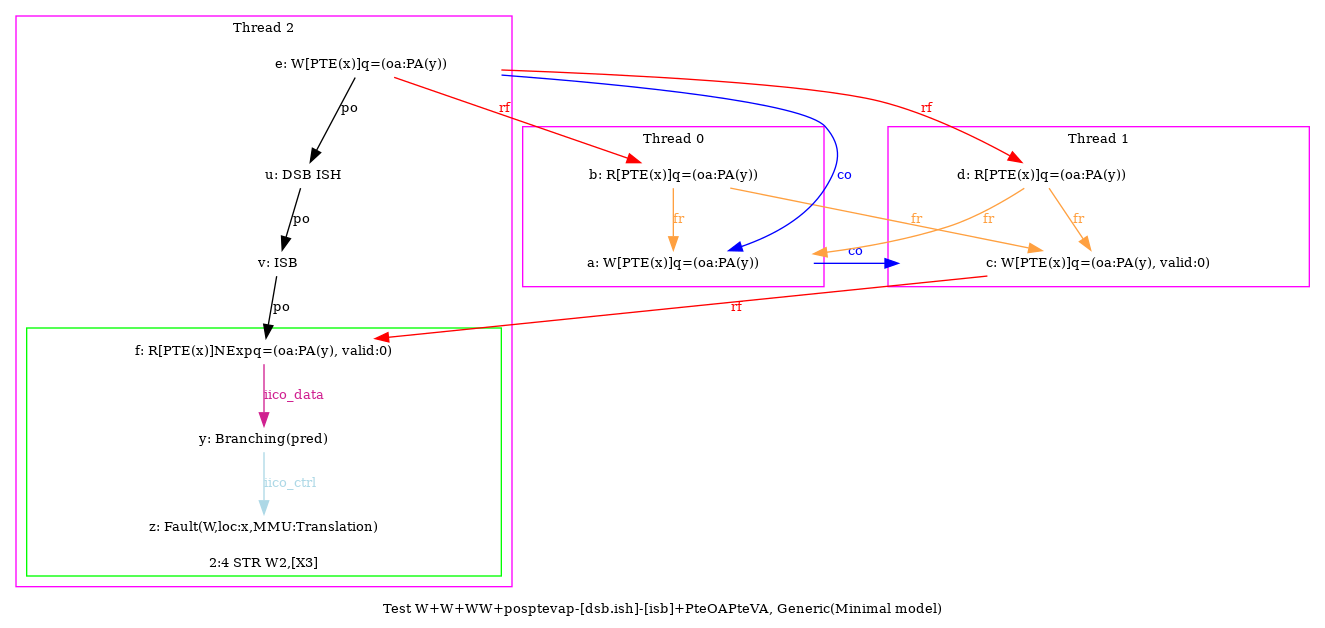 Thread 2
e: W[PTE(x)]q=(oa:PA(y))
po
rf
rf
Thread 0
Thread 1
u: DSB ISH
b: R[PTE(x)]q=(oa:PA(y))
co
d: R[PTE(x)]q=(oa:PA(y))
po
fr
fr
fr
fr
v: ISB
a: W[PTE(x)]q=(oa:PA(y))
co
c: W[PTE(x)]q=(oa:PA(y), valid:0)
po
rf
f: R[PTE(x)]NExpq=(oa:PA(y), valid:0)
iico_data
y: Branching(pred)
iico_ctrl
z: Fault(W,loc:x,MMU:Translation)
2:4 STR W2,[X3]
Test W+W+WW+posptevap-[dsb.ish]-[isb]+PteOAPteVA, Generic(Minimal model)